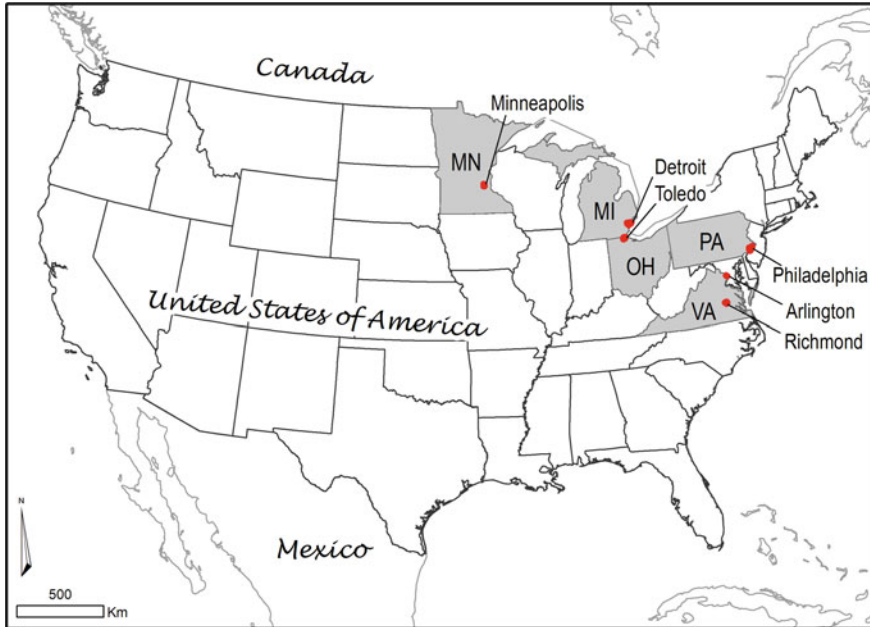 Canada
Minneapolis
MN
Detroit
Toledo
MI
PA
OH
Philadelphia
United States of America
VA
Arlington
Richmond
N
Mexico
500
Km